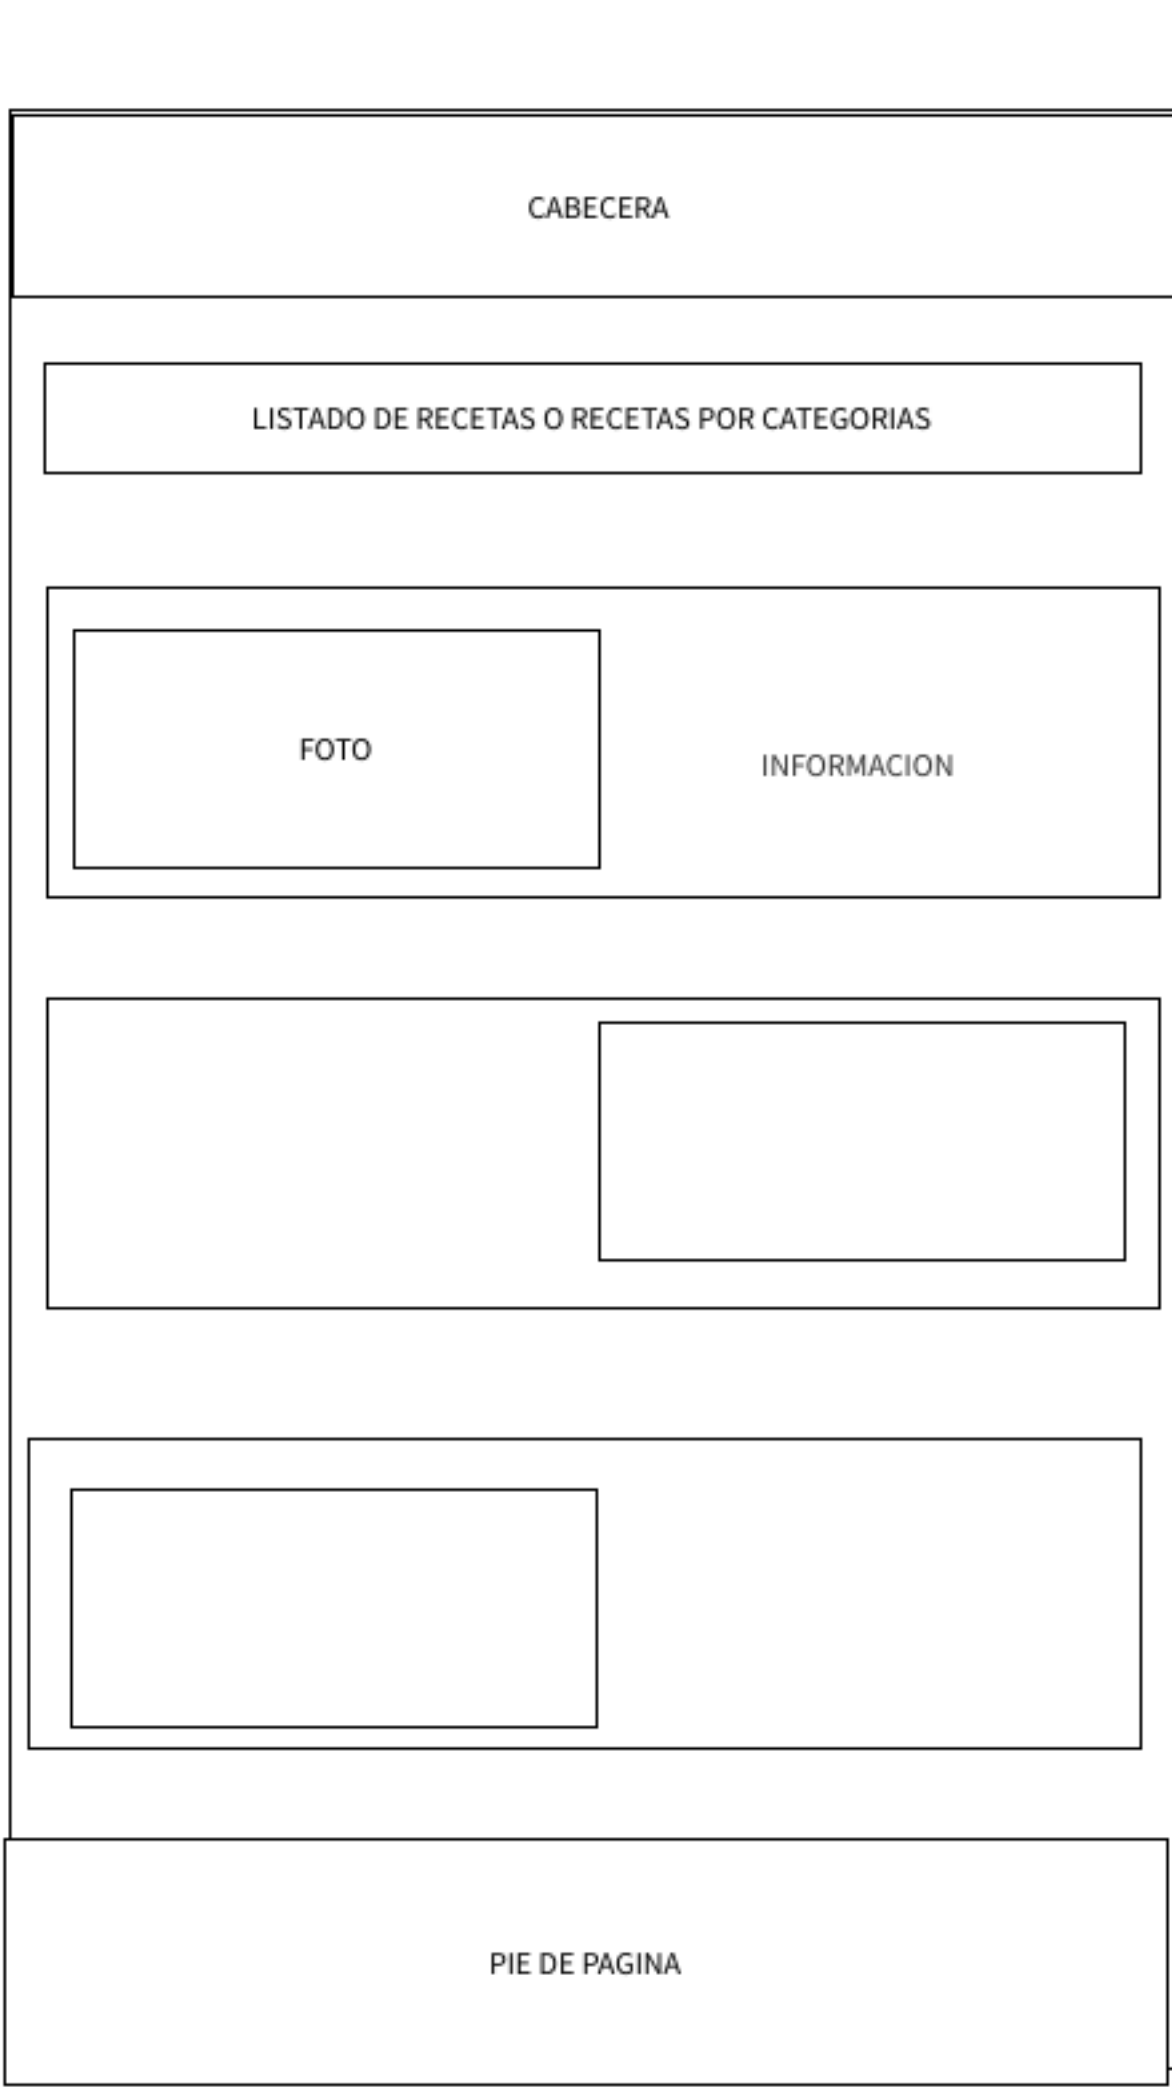 CABECERA
LISTADO DE RECETAS O RECETAS POR CATEGORIAS
FOTO
INFORMACION
PIE DE PAGINA